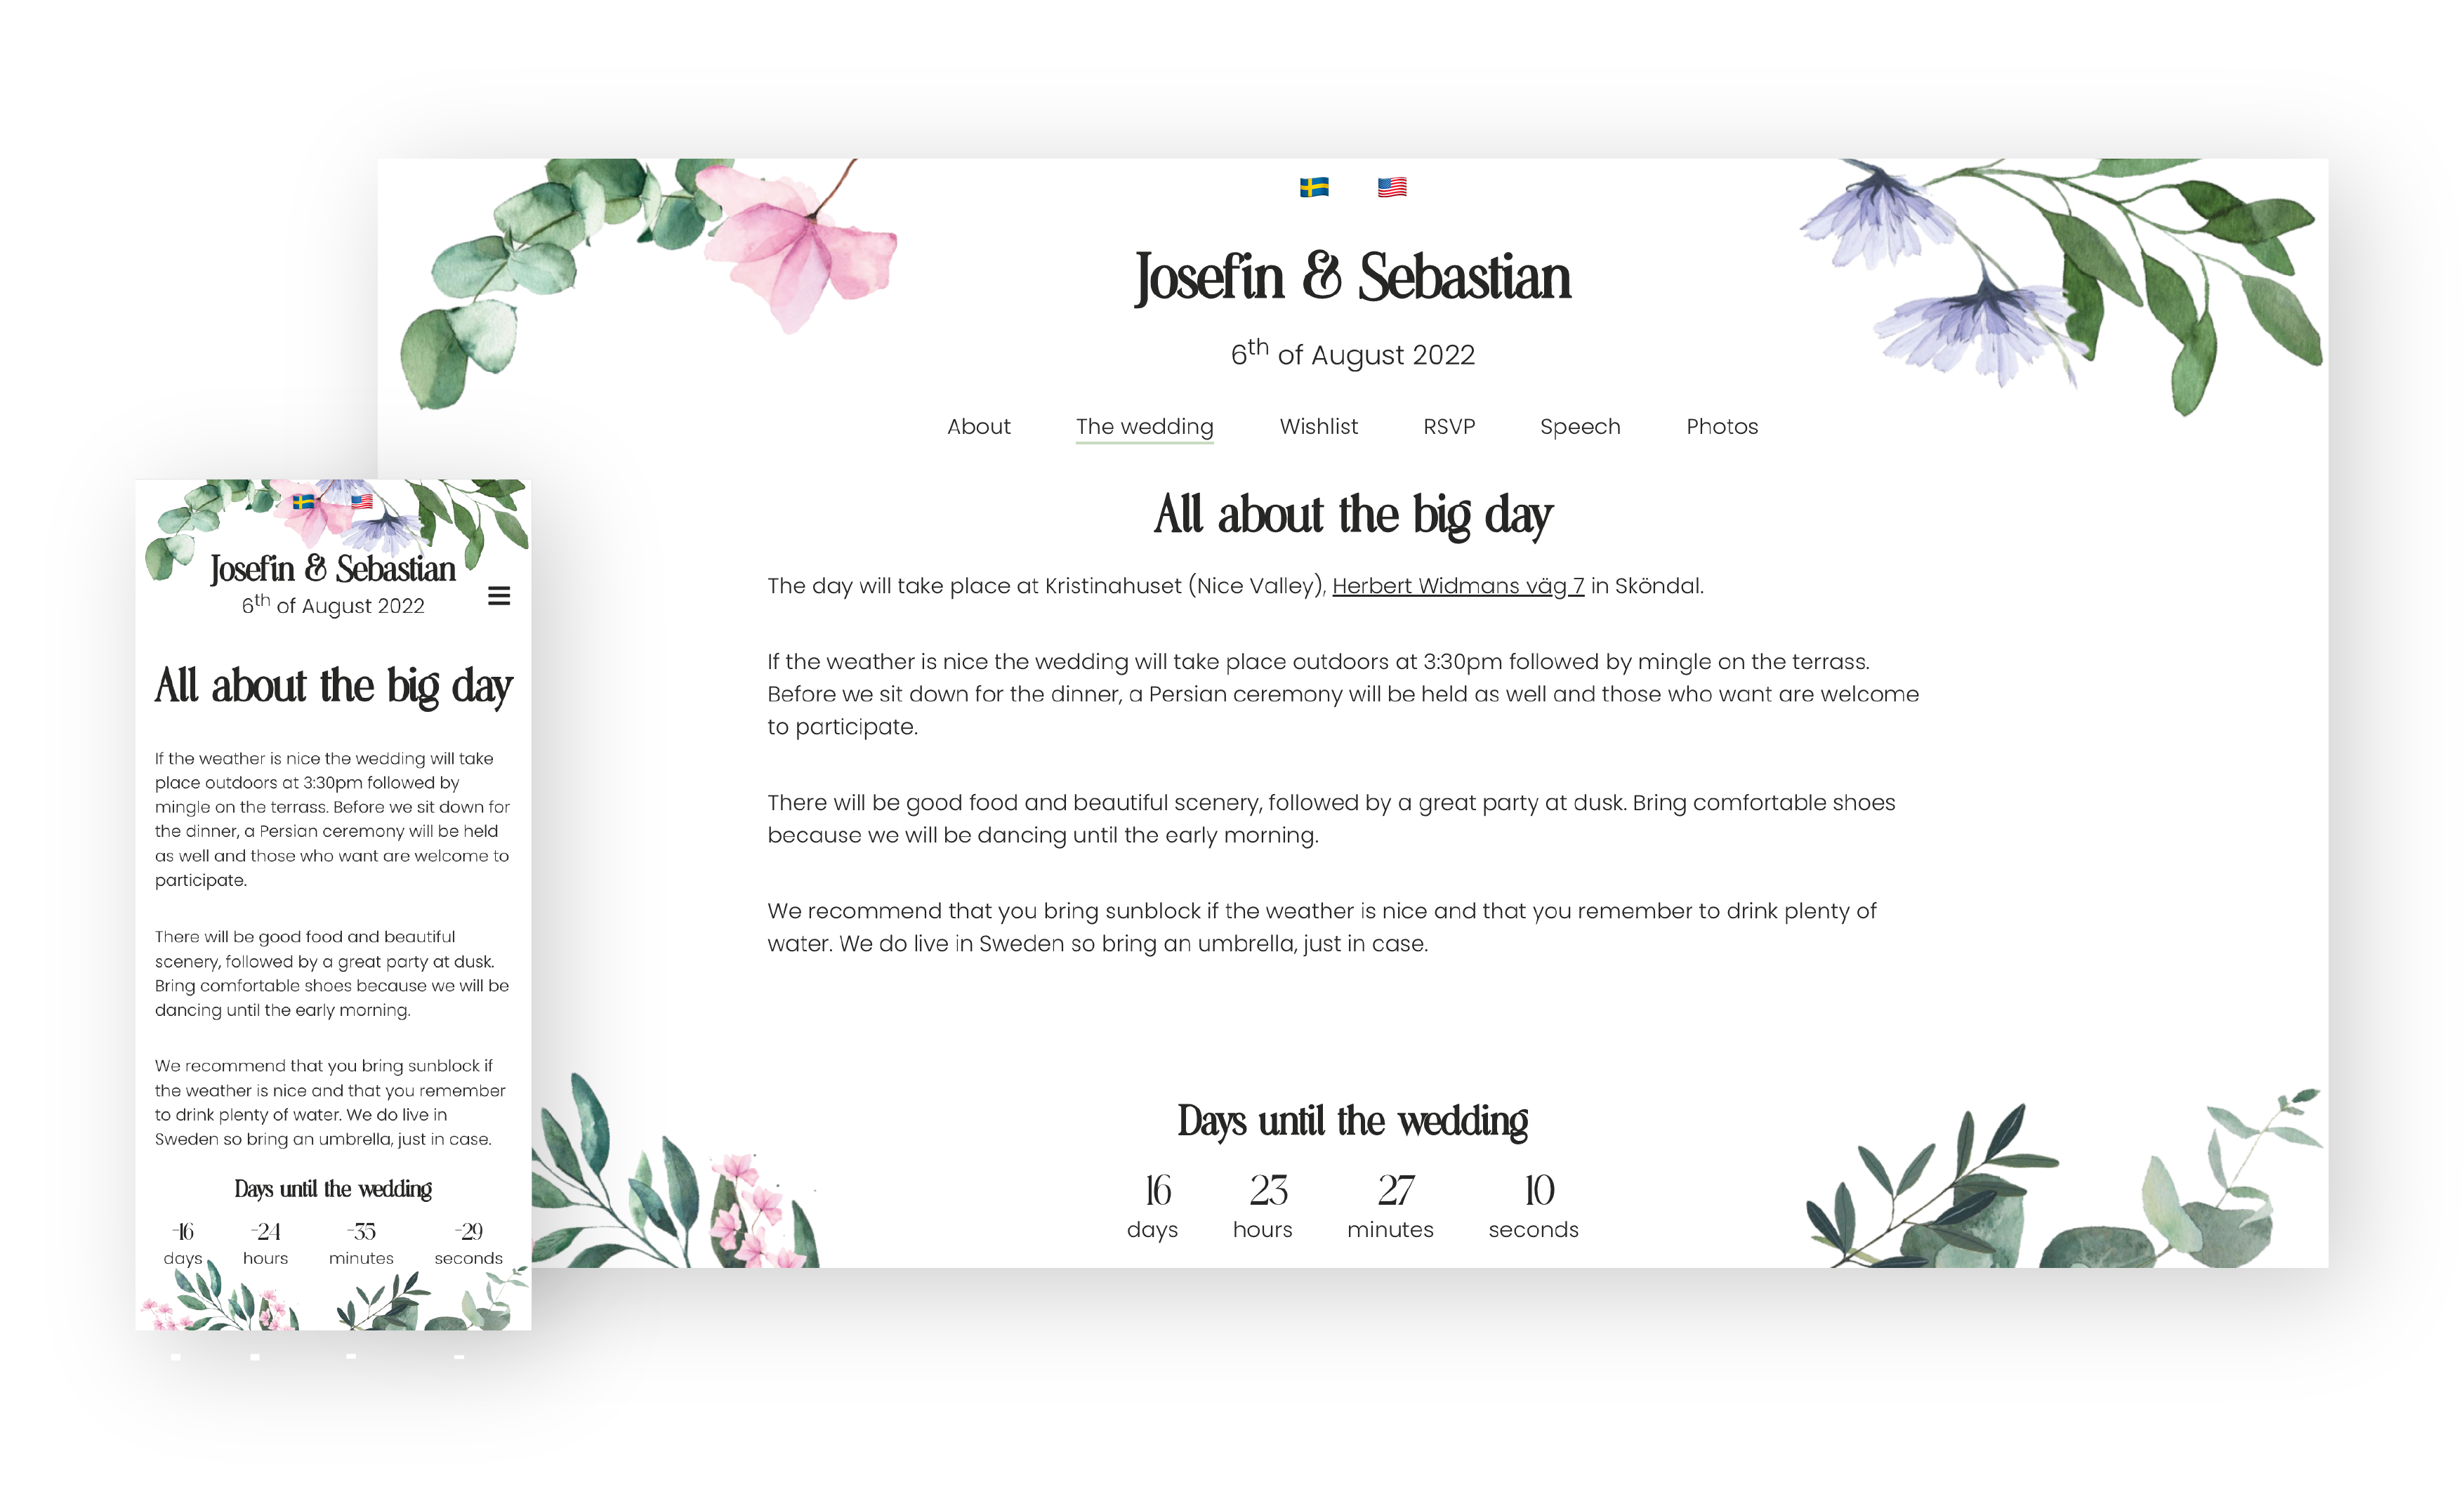 Josefin & Sebastian
6th of August 2022
About The wedding Wishlist RSVP Speech Photos
All about the big day
The day will take place at Kristinahuset (Nice Valley), Herbert Widmans väg 7 in Sköndal.
If the weather is nice the wedding will take place outdoors at 3:30pm followed by mingle on the terrass.
Before we sit down for the dinner, a Persian ceremony will be held as well and those who want are welcome
to participate.
There will be good food and beautiful scenery, followed by a great party at dusk. Bring comfortable shoes
because we will be dancing until the early morning.
We recommend that you bring sunblock if the weather is nice and that you remember to drink plenty of
water. We do live in Sweden so bring an umbrella, just in case.
Days until the wedding
16 23 27 10
days hours minutes seconds
Josefin & Sebastian
6th of August 2022
All about the big day
If the weather is nice the wedding will take
place outdoors at 3:30pm followed by
mingle on the terrass. Before we sit down for
the dinner, a Persian ceremony will be held
as well and those who want are welcome to
participate.
There will be good food and beautiful
scenery, followed by a great party at dusk.
Bring comfortable shoes because we will be
dancing until the early morning.
We recommend that you bring sunblock if
the weather is nice and that you remember
to drink plenty of water. We do live in
Sweden so bring an umbrella, just in case.
Days until the wedding
-16 -24 -35 -29
days hours minutes seconds